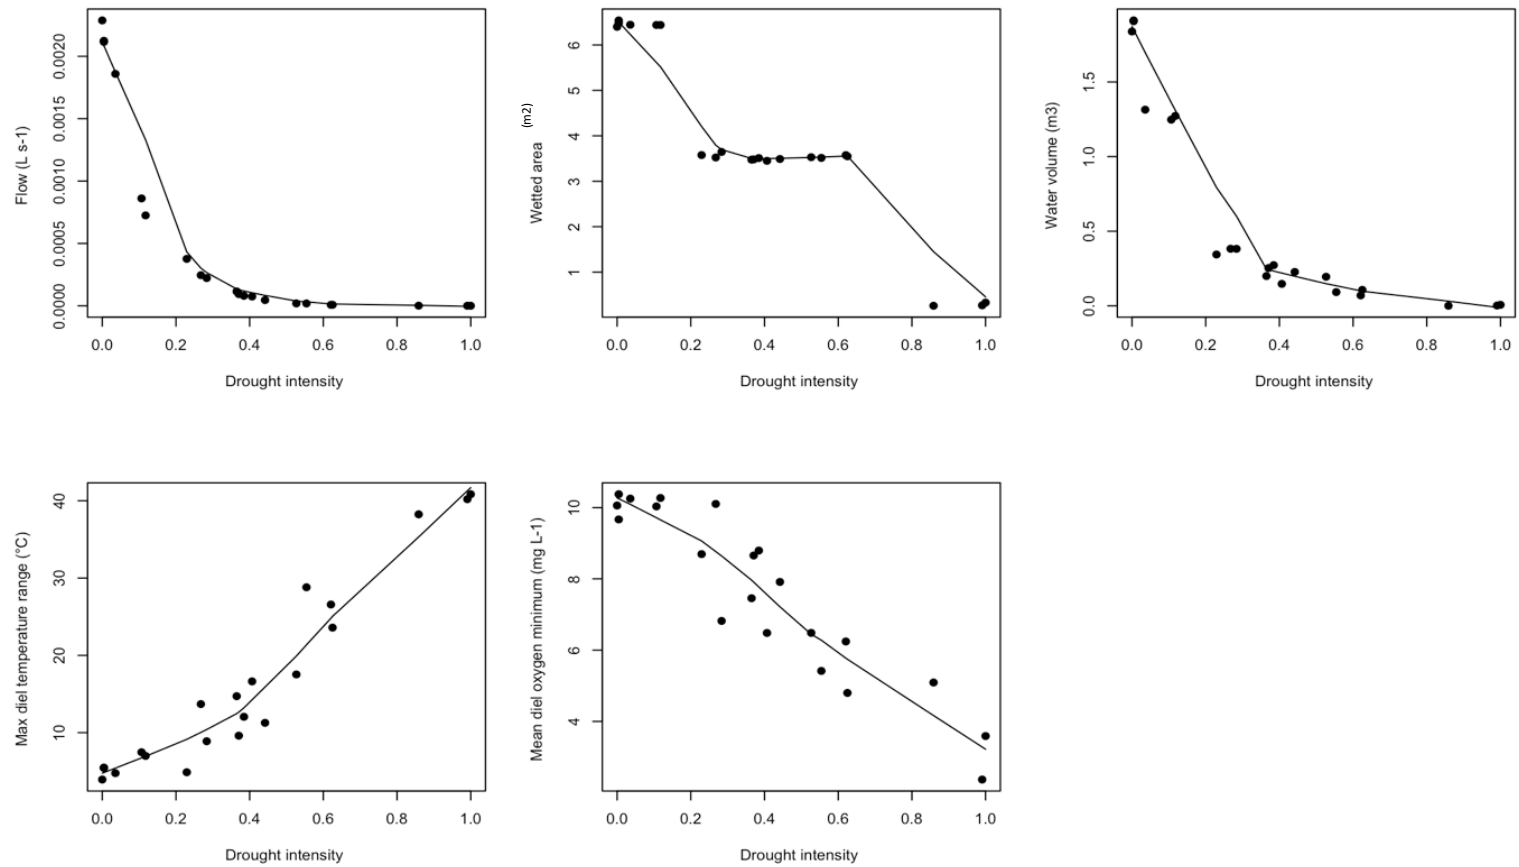 Flow (L s-1)
0.0000 0.0005 0.0010 0.0015 0.0020
0.0 0.2 0.4 0.6 0.8 1.0
Drought intensity
Wetted area (m2)
1 2 3 4 5 6
0.0 0.2 0.4 0.6 0.8 1.0
Drought intensity
Water volume (m3)
0.0 0.5 1.0 1.5
0.0 0.2 0.4 0.6 0.8 1.0
Drought intensity
Max diel temperature range (°C)
10 20 30 40
0.0 0.2 0.4 0.6 0.8 1.0
Drought intensity
Mean diel oxygen minimum (mg L-1)
4 6 8 10
0.0 0.2 0.4 0.6 0.8 1.0
Drought intensity